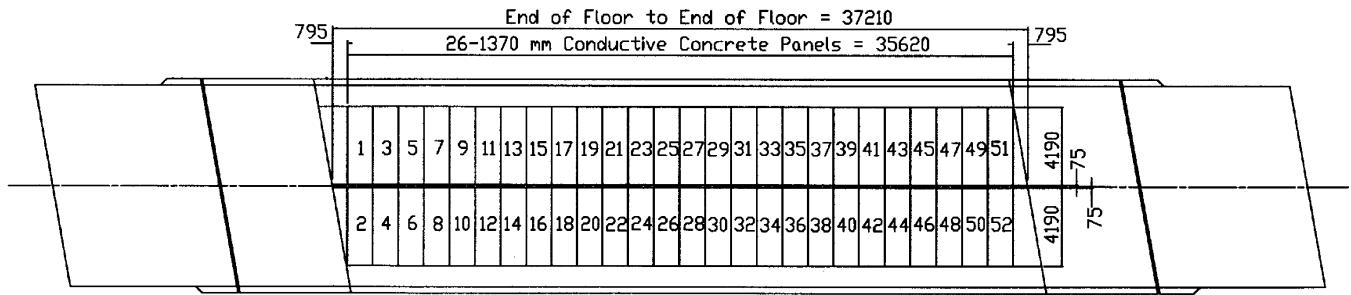 End of Floor to End of Floor = 37210
795 26-1370 mm Conductive Concrete Panels = 35620 795
1 3 5 7 9 11 13 15 17 19 21 23 25 27 29 31 33 35 37 39 41 43 45 47 49 51 4190 75
2 4 6 8 10 12 14 16 18 20 22 24 26 28 30 32 34 36 38 40 42 44 46 48 50 52 4190 75